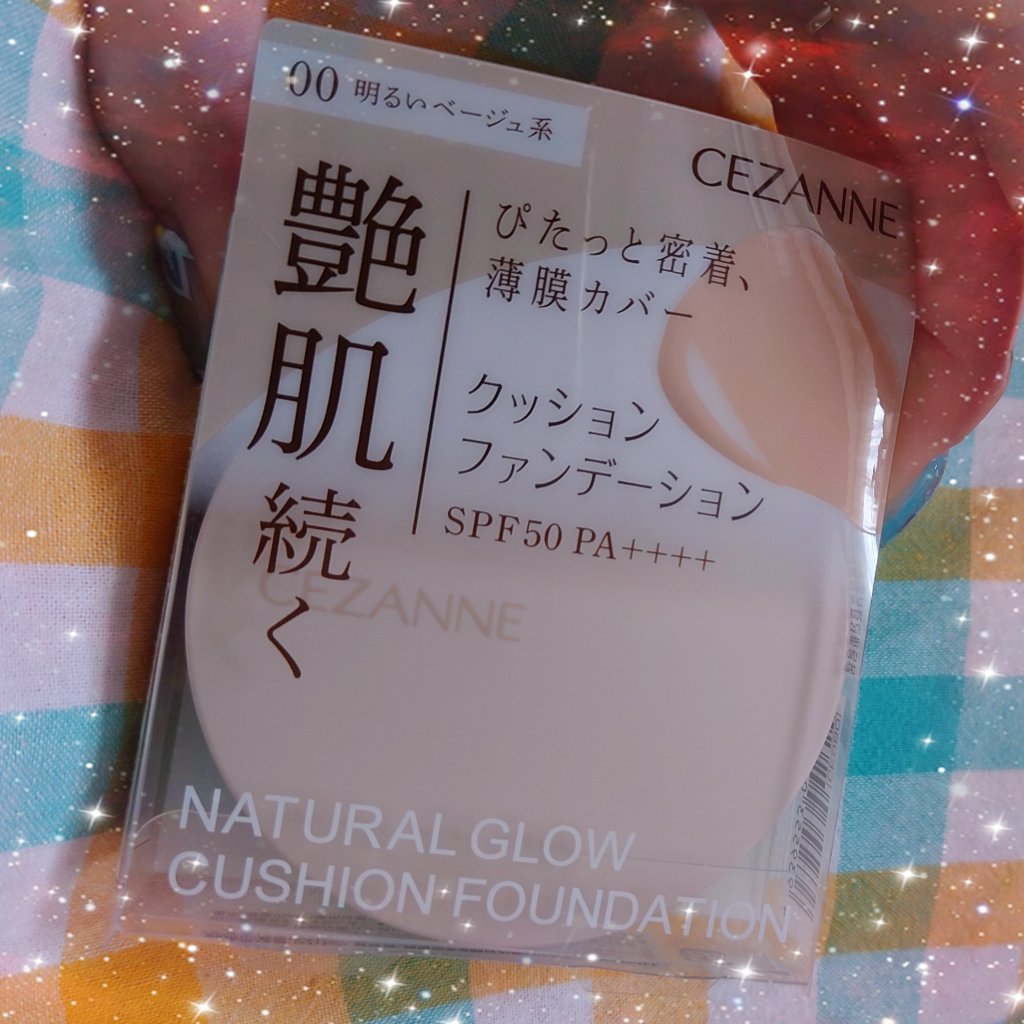 00 明るいベージュ系
CEZANNE
艶肌続く
ぴたっと密着、
薄膜カバー
クッション
ファンデーション
SPF50 PA++++
CEZANNE
NATURAL GLOW
CUSHION FOUNDATION